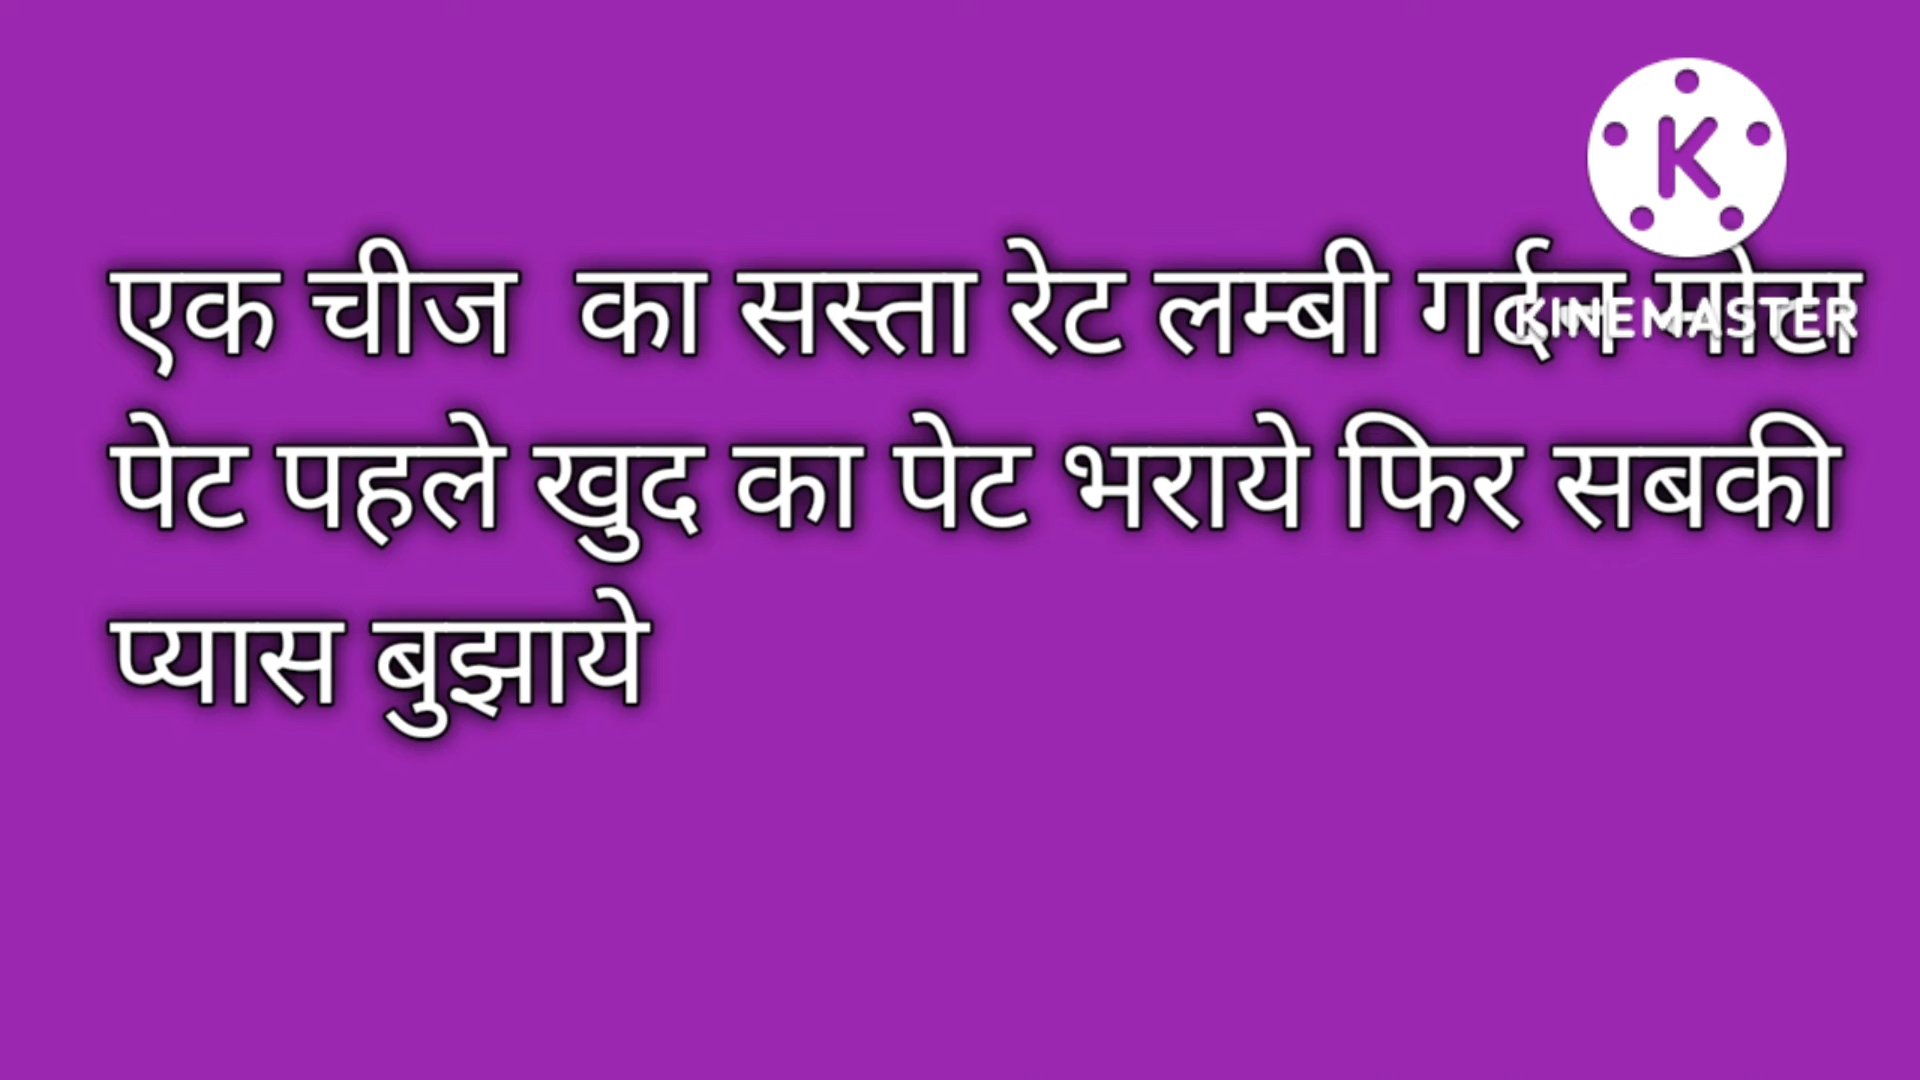 K
एक चीज का सस्ता रेट लम्बी गर्दन मोटा
KINEMASTER
पेट पहले खुद का पेट भराये फिर सबकी
प्यास बुझाये